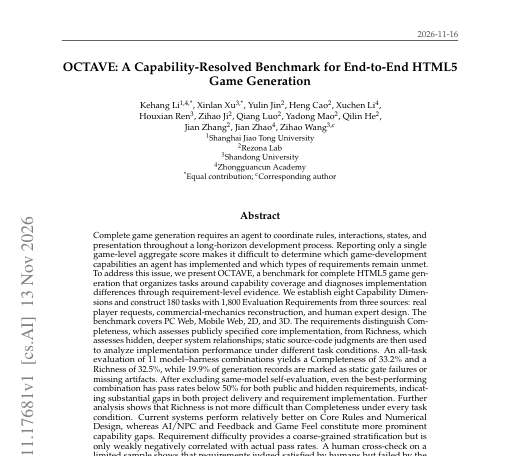 2026-11-16
OCTAVE: A Capability-Resolved Benchmark for End-to-End HTML5
Game Generation
Kehang Li1,4,*, Xinlan Xu3,*, Yulin Jin2, Heng Cao2, Xuchen Li4,
Houxian Ren3, Zihao Ji2, Qiang Luo2, Yadong Mao2, Qilin He2,
Jian Zhang2, Jian Zhao4, Zihao Wang3,c
1Shanghai Jiao Tong University
2Rezona Lab
3Shandong University
4Zhongguancun Academy
*Equal contribution; cCorresponding author
Abstract
Complete game generation requires an agent to coordinate rules, interactions, states, and
presentation throughout a long-horizon development process. Reporting only a single
game-level aggregate score makes it difficult to determine which game-development
capabilities an agent has implemented and which types of requirements remain unmet.
To address this issue, we present OCTAVE, a benchmark for complete HTML5 game gen-
eration that organizes tasks around capability coverage and diagnoses implementation
differences through requirement-level evidence. We establish eight Capability Dimen-
sions and construct 180 tasks with 1,800 Evaluation Requirements from three sources: real
player requests, commercial-mechanics reconstruction, and human expert design. The
benchmark covers PC Web, Mobile Web, 2D, and 3D. The requirements distinguish Com-
pleteness, which assesses publicly specified core implementation, from Richness, which
assesses hidden, deeper system relationships; static source-code judgments are then used
to analyze implementation performance under different task conditions. An all-task
evaluation of 11 model–harness combinations yields a Completeness of 33.2% and a
Richness of 32.5%, while 19.9% of generation records are marked as static gate failures or
missing artifacts. After excluding same-model self-evaluation, even the best-performing
combination has pass rates below 50% for both public and hidden requirements, indicat-
ing substantial gaps in both project delivery and requirement implementation. Further
analysis shows that Richness is not more difficult than Completeness under every task
condition. Current systems perform relatively better on Core Rules and Numerical
Design, whereas AI/NPC and Feedback and Game Feel constitute more prominent
capability gaps. Requirement difficulty provides a coarse-grained stratification but is
only weakly negatively correlated with actual pass rates. A human cross-check on a
limited sample shows that requirements judged satisfied by humans but failed by the
11.17681v1 [cs.AI] 13 Nov 2026